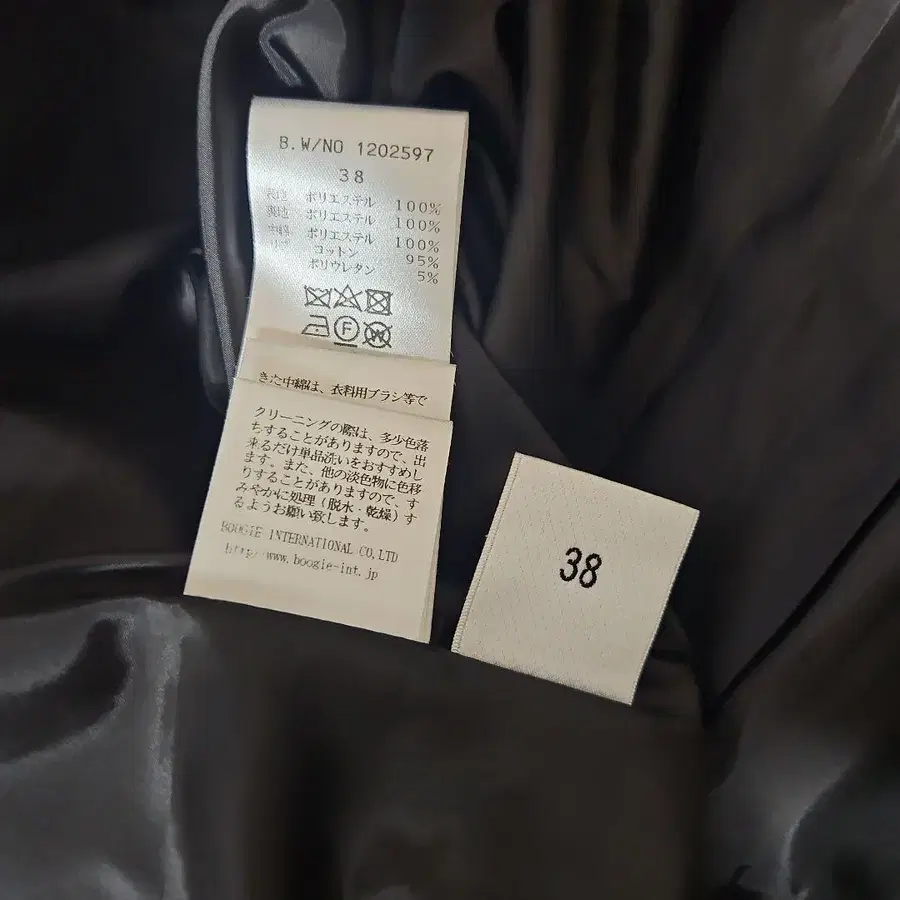 B.W/NO 1202597
38
表地 ポリエステル 100%
裏地 ポリエステル 100%
中綿 ポリエステル 100%
リブ コットン 95%
ポリウレタン 5%
F
W
きた中綿は、衣料用ブラシ等で
クリーニングの際は、多少色落
ちすることがありますので、出
来るだけ単品洗いをおすすめし
ます。また、他の淡色物に色移
りすることがありますので、す
みやかに処理（脱水・乾燥）す
るようお願い致します。
BOOGIE INTERNATIONAL CO,LTD
http://www.boogie-int.jp
38